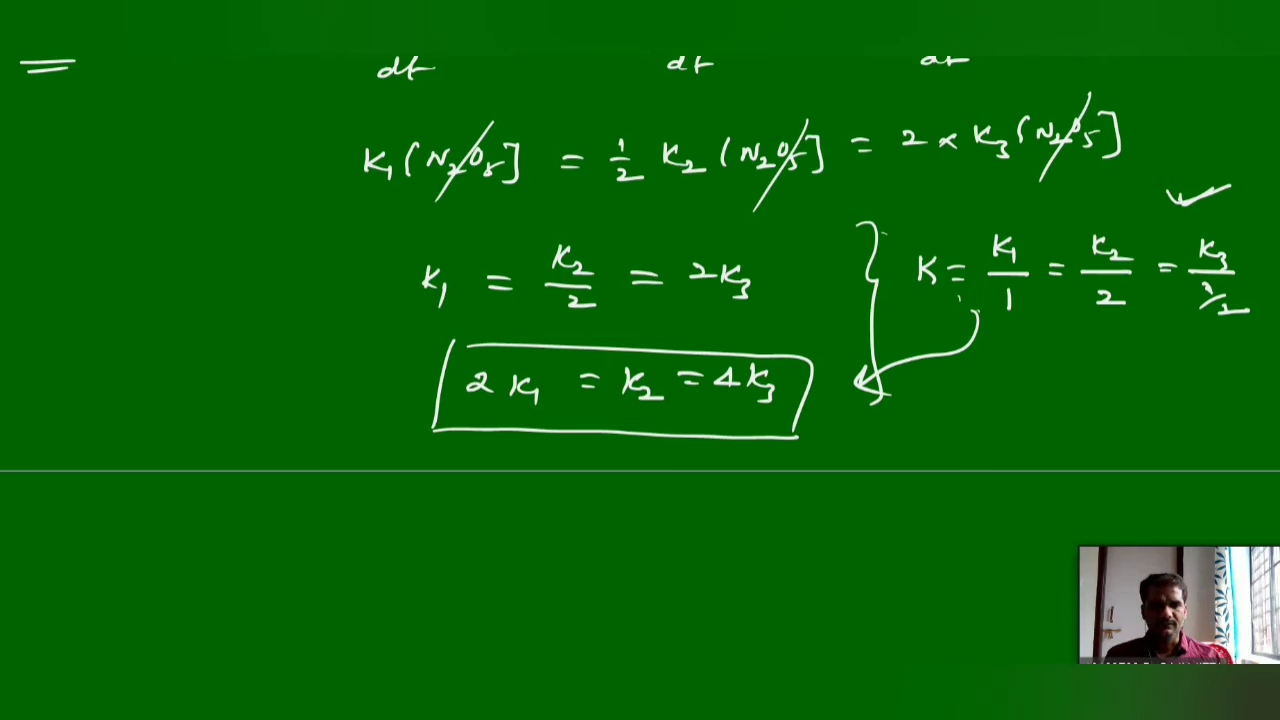 dt dt dt
K₁[N₂O₅] = 1/2 K₂[N₂O₅] = 2 × K₃[N₂O₅]
K₁ = K₂/2 = 2K₃ } K = K₁/1 = K₂/2 = K₃/1/2
2K₁ = K₂ = 4K₃